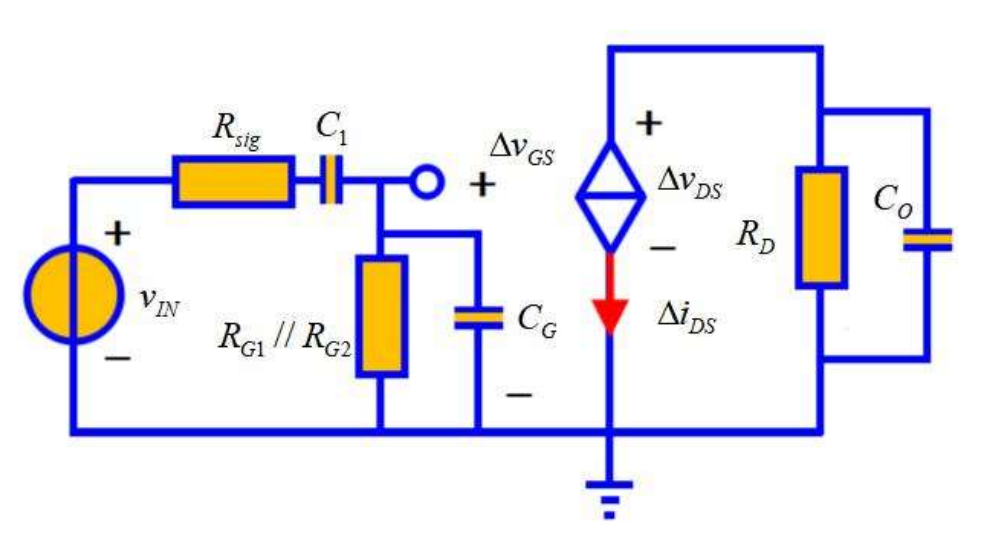 R_sig
C_1
Δv_GS
+
+
+
Δv_DS
C_O
R_D
+
v_IN
−
Δi_DS
R_G1 // R_G2
C_G
−
−